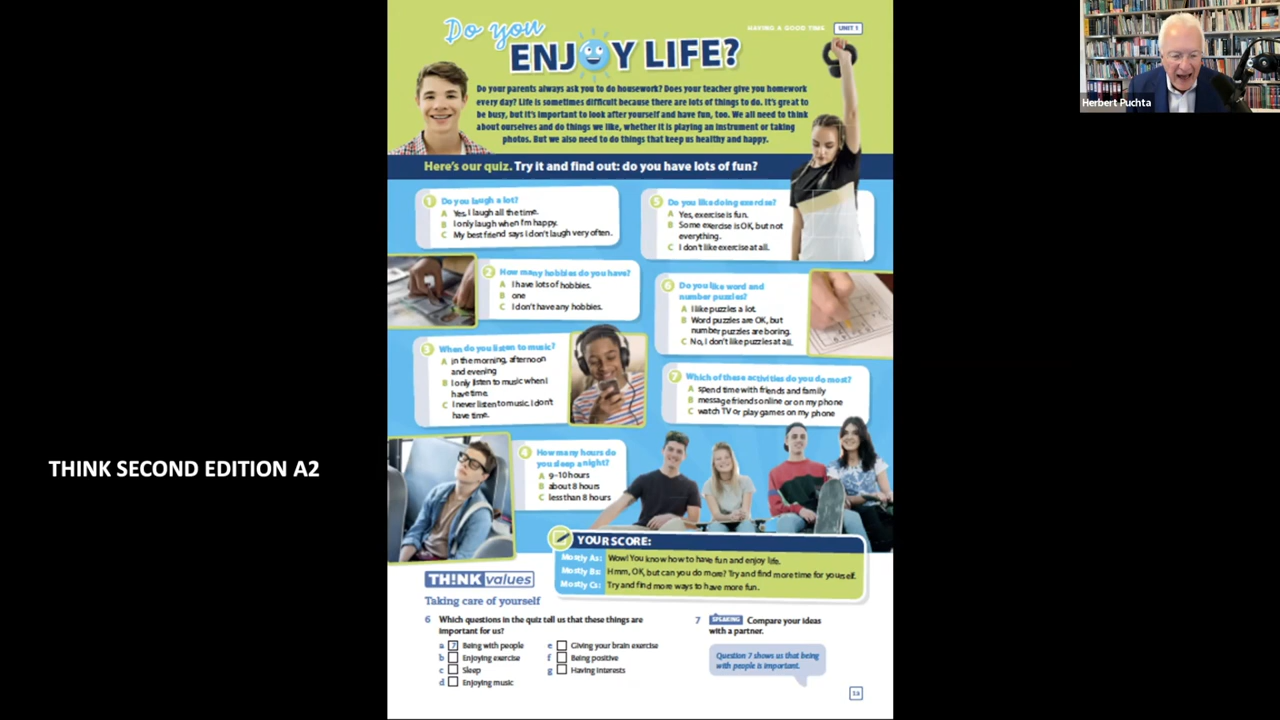 Do you
ENJOY LIFE?
HAVING A GOOD TIME UNIT 1
Do your parents always ask you to do housework? Does your teacher give you homework
every day? Life is sometimes difficult because there are lots of things to do. It's great to
be busy, but it's important to look after yourself and have fun, too. We all need to think
about ourselves and do things we like, whether it is playing an instrument or taking
photos. But we also need to do things that keep us healthy and happy.
Here's our quiz. Try it and find out: do you have lots of fun?
1 Do you laugh a lot?
A Yes, I laugh all the time.
B I only laugh when I'm happy.
C My best friend says I don't laugh very often.
2 How many hobbies do you have?
A I have lots of hobbies.
B one
C I don't have any hobbies.
3 When do you listen to music?
A in the morning, afternoon
and evening
B I only listen to music when I
have time.
C I never listen to music. I don't
have time.
4 How many hours do
you sleep a night?
A 9–10 hours
B about 8 hours
C less than 8 hours
5 Do you like doing exercise?
A Yes, exercise is fun.
B Some exercise is OK, but not
everything.
C I don't like exercise at all.
6 Do you like word and
number puzzles?
A I like puzzles a lot.
B Word puzzles are OK, but
number puzzles are boring.
C No, I don't like puzzles at all.
7 Which of these activities do you do most?
A spend time with friends and family
B message friends online or on my phone
C watch TV or play games on my phone
YOUR SCORE:
Mostly As: Wow! You know how to have fun and enjoy life.
Mostly Bs: Hmm, OK, but can you do more? Try and find more time for yourself.
Mostly Cs: Try and find more ways to have more fun.
TH!NK values
Taking care of yourself
6 Which questions in the quiz tell us that these things are
important for us?
a 7 Being with people
b Enjoying exercise
c Sleep
d Enjoying music
e Giving your brain exercise
f Being positive
g Having interests
7 SPEAKING Compare your ideas
with a partner.
Question 7 shows us that being
with people is important.
13
THINK SECOND EDITION A2
Herbert Puchta